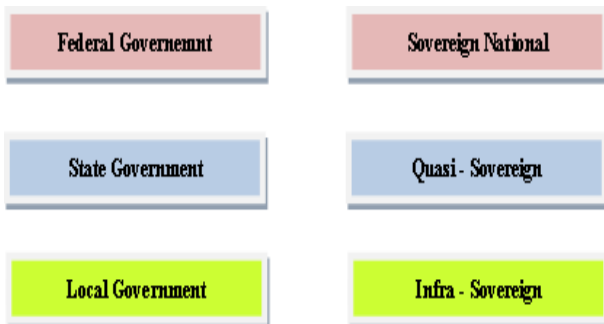 Federal Governemnt
Sovereign National
State Government
Quasi - Sovereign
Local Government
Infra - Sovereign